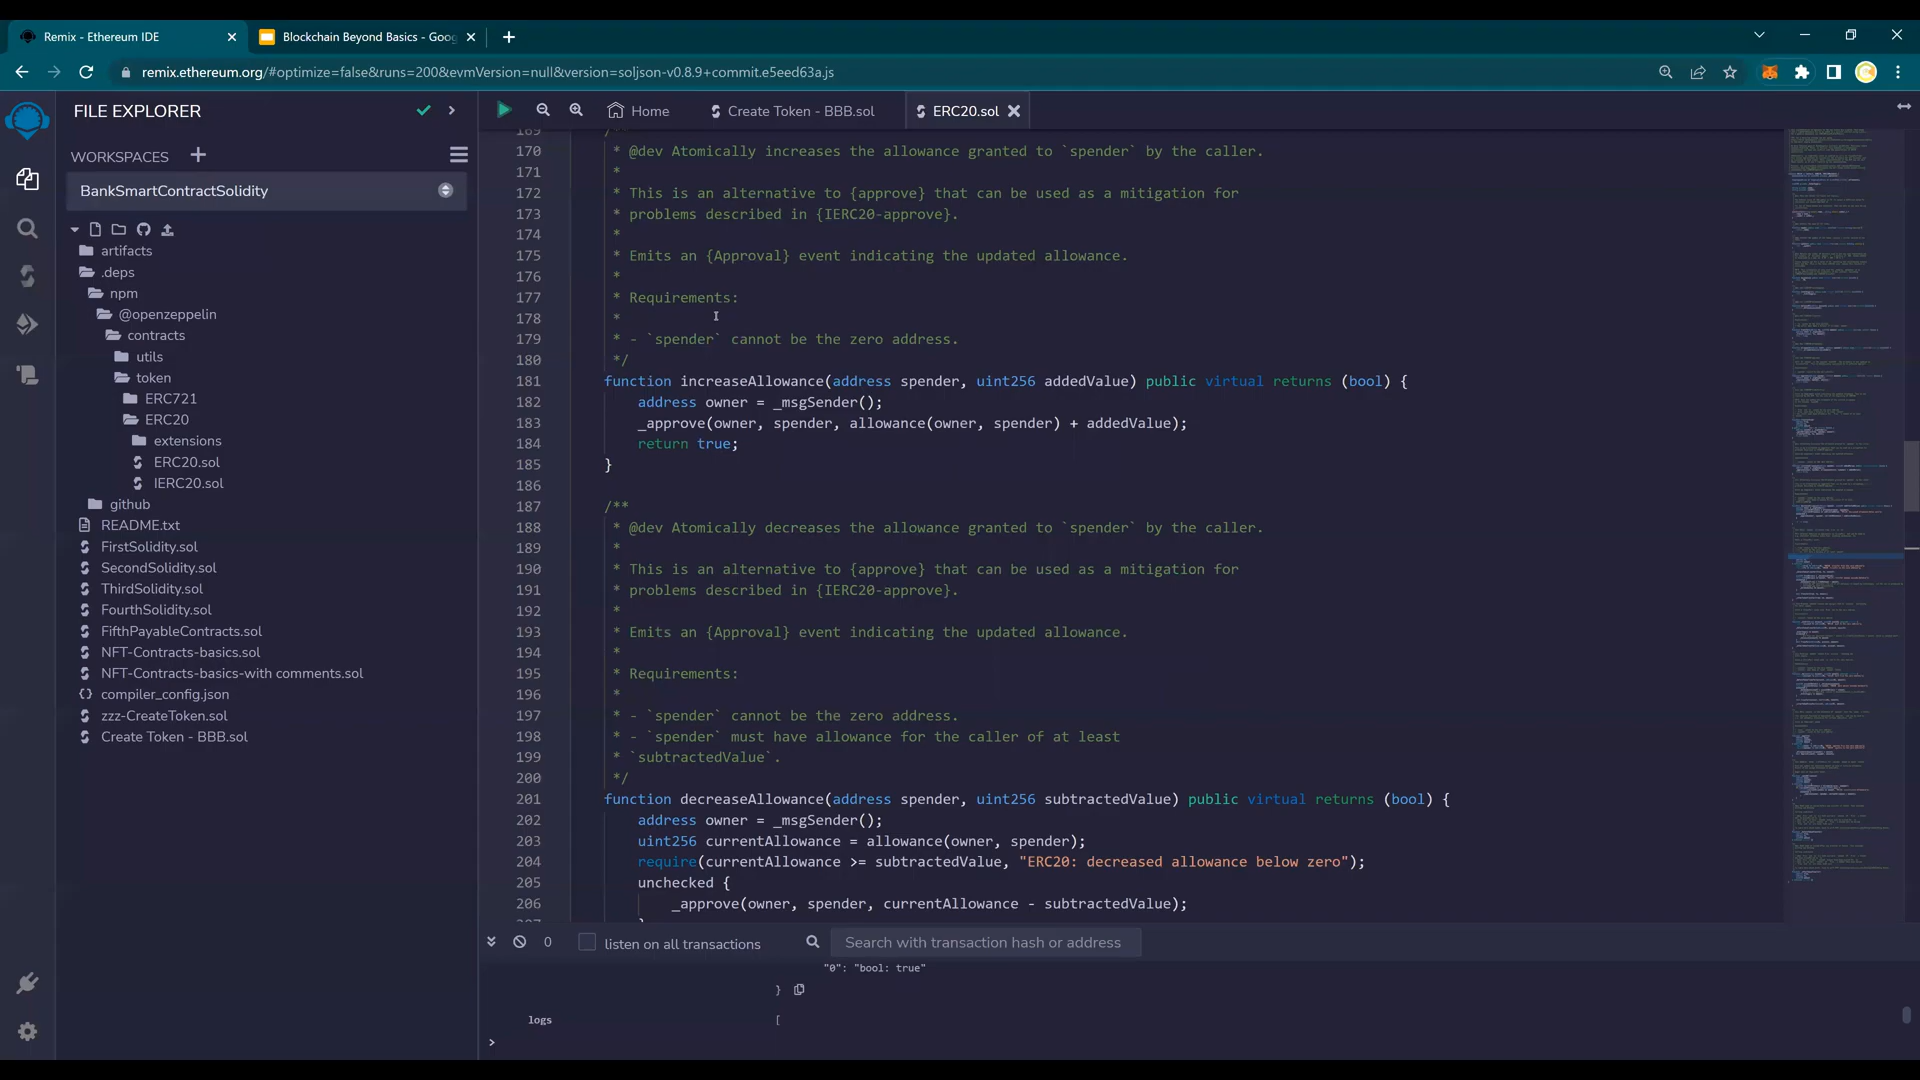 Remix - Ethereum IDE
Blockchain Beyond Basics - Goog
remix.ethereum.org/#optimize=false&runs=200&evmVersion=null&version=soljson-v0.8.9+commit.e5eed63a.js
FILE EXPLORER
WORKSPACES
BankSmartContractSolidity
artifacts
.deps
npm
@openzeppelin
contracts
utils
token
ERC721
ERC20
extensions
ERC20.sol
IERC20.sol
github
README.txt
FirstSolidity.sol
SecondSolidity.sol
ThirdSolidity.sol
FourthSolidity.sol
FifthPayableContracts.sol
NFT-Contracts-basics.sol
NFT-Contracts-basics-with comments.sol
compiler_config.json
zzz-CreateToken.sol
Create Token - BBB.sol
Home
Create Token - BBB.sol
ERC20.sol
169 /**
170 * @dev Atomically increases the allowance granted to `spender` by the caller.
171 *
172 * This is an alternative to {approve} that can be used as a mitigation for
173 * problems described in {IERC20-approve}.
174 *
175 * Emits an {Approval} event indicating the updated allowance.
176 *
177 * Requirements:
178 *
179 * - `spender` cannot be the zero address.
180 */
181 function increaseAllowance(address spender, uint256 addedValue) public virtual returns (bool) {
182 address owner = _msgSender();
183 _approve(owner, spender, allowance(owner, spender) + addedValue);
184 return true;
185 }
186
187 /**
188 * @dev Atomically decreases the allowance granted to `spender` by the caller.
189 *
190 * This is an alternative to {approve} that can be used as a mitigation for
191 * problems described in {IERC20-approve}.
192 *
193 * Emits an {Approval} event indicating the updated allowance.
194 *
195 * Requirements:
196 *
197 * - `spender` cannot be the zero address.
198 * - `spender` must have allowance for the caller of at least
199 * `subtractedValue`.
200 */
201 function decreaseAllowance(address spender, uint256 subtractedValue) public virtual returns (bool) {
202 address owner = _msgSender();
203 uint256 currentAllowance = allowance(owner, spender);
204 require(currentAllowance >= subtractedValue, "ERC20: decreased allowance below zero");
205 unchecked {
206 _approve(owner, spender, currentAllowance - subtractedValue);
207 }
0
listen on all transactions
Search with transaction hash or address
"0": "bool: true"
}
logs [
>